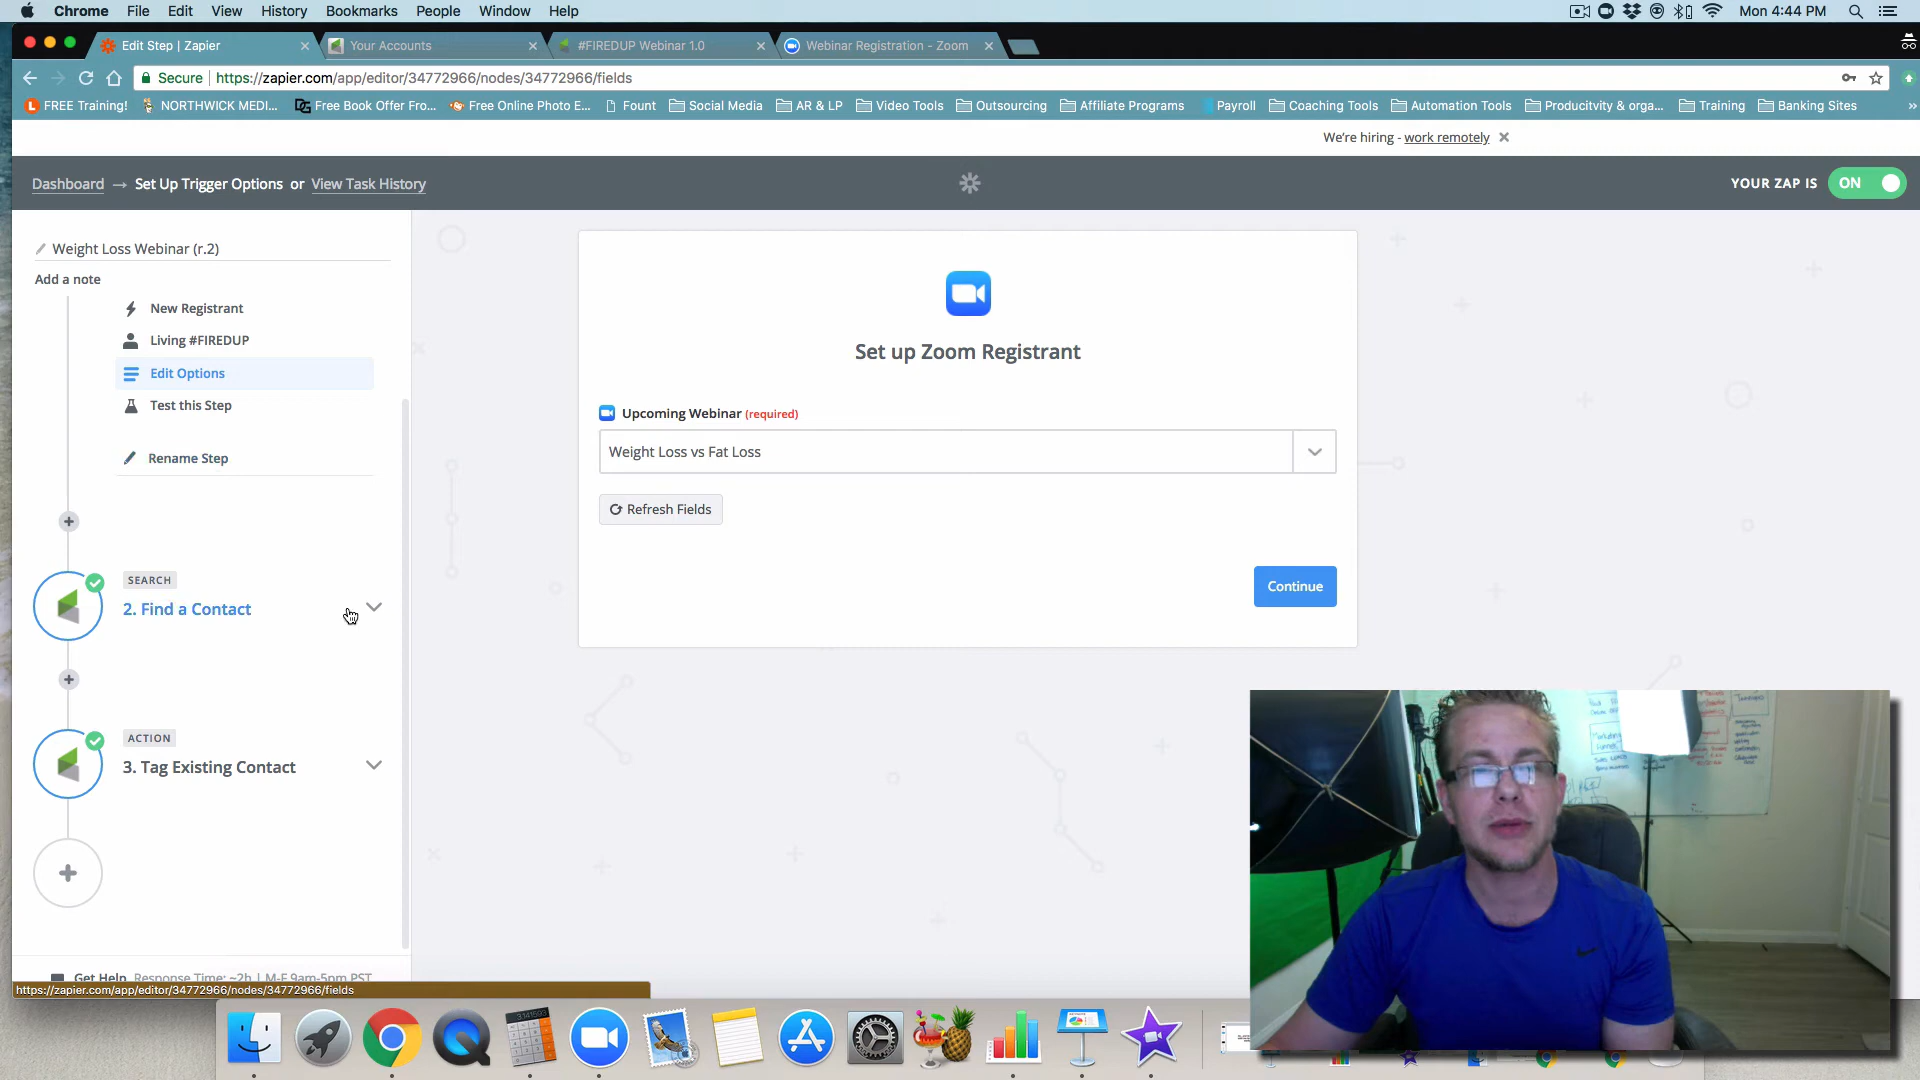 Chrome File Edit View History Bookmarks People Window Help Mon 4:44 PM
Edit Step | Zapier Your Accounts #FIREDUP Webinar 1.0 Webinar Registration - Zoom
Secure https://zapier.com/app/editor/34772966/nodes/34772966/fields
FREE Training! NORTHWICK MEDI... Free Book Offer Fro... Free Online Photo E... Fount Social Media AR & LP Video Tools Outsourcing Affiliate Programs Payroll Coaching Tools Automation Tools Producitvity & orga... Training Banking Sites
We're hiring - work remotely
Dashboard → Set Up Trigger Options or View Task History YOUR ZAP IS ON
Weight Loss Webinar (r.2)
Add a note
New Registrant
Living #FIREDUP
Edit Options
Test this Step
Rename Step
SEARCH
2. Find a Contact
ACTION
3. Tag Existing Contact
Get Help Response Time: ~2h | M-F 9am-5pm PST
https://zapier.com/app/editor/34772966/nodes/34772966/fields
Set up Zoom Registrant
Upcoming Webinar (required)
Weight Loss vs Fat Loss
Refresh Fields
Continue